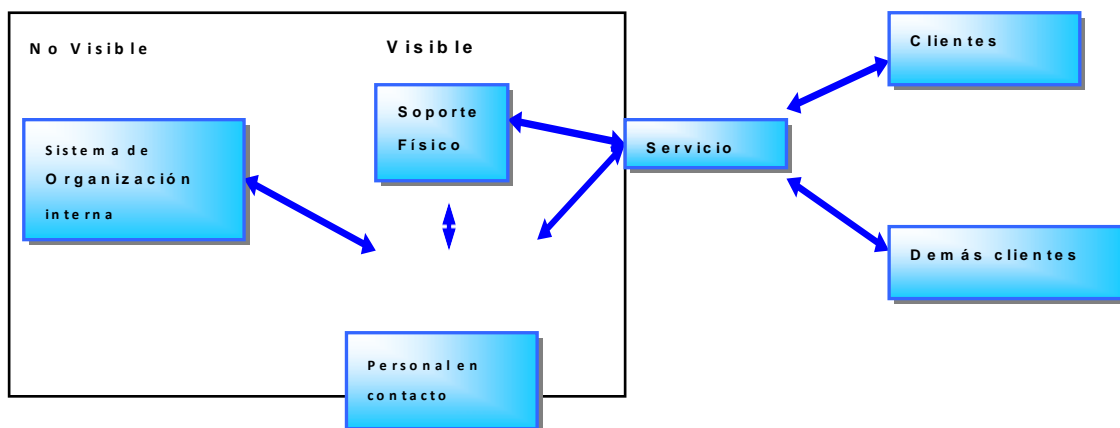 No Visible
Visible
Clientes
Soporte
Físico
Sistema de
Organización
interna
Servicio
Demás clientes
Personal en
contacto